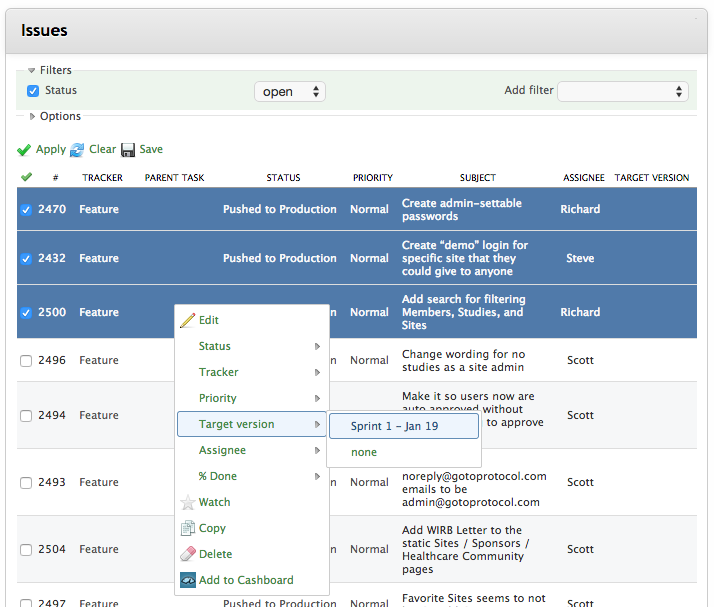 Issues
Filters
Status open Add filter
Options
Apply Clear Save
# TRACKER PARENT TASK STATUS PRIORITY SUBJECT ASSIGNEE TARGET VERSION
2470 Feature Pushed to Production Normal Create admin-settable passwords Richard
2432 Feature Pushed to Production Normal Create "demo" login for specific site that they could give to anyone Steve
2500 Feature n Normal Add search for filtering Members, Studies, and Sites Richard
2496 Feature n Normal Change wording for no studies as a site admin Scott
2494 Feature Make it so users now are auto approved without to approve Scott
2493 Feature n Normal noreply@gotoprotocol.com emails to be admin@gotoprotocol.com Scott
2504 Feature n Normal Add WIRB Letter to the static Sites / Sponsors / Healthcare Community pages Scott
2497 Feature Pushed to Production Normal Favorite Sites seems to not Scott
Edit
Status
Tracker
Priority
Target version
Assignee
% Done
Watch
Copy
Delete
Add to Cashboard
Sprint 1 - Jan 19
none